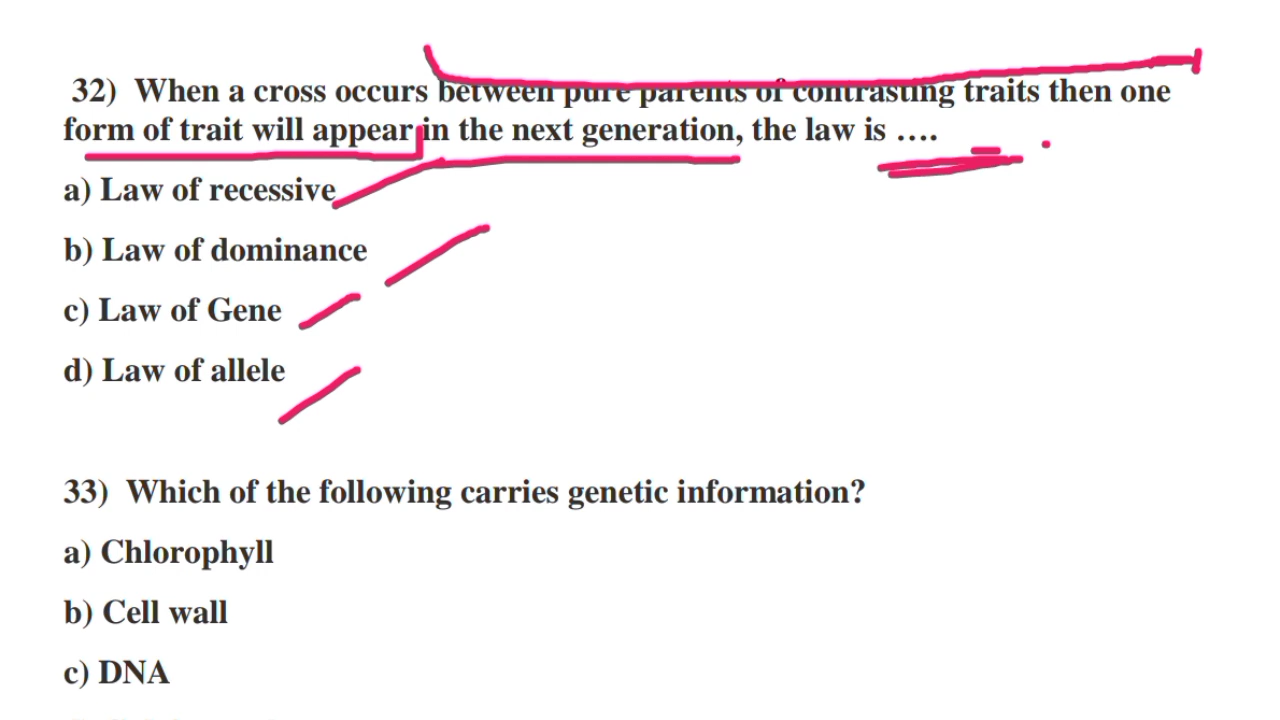 32) When a cross occurs between pure parents of contrasting traits then one
form of trait will appear in the next generation, the law is ....
a) Law of recessive
b) Law of dominance
c) Law of Gene
d) Law of allele
33) Which of the following carries genetic information?
a) Chlorophyll
b) Cell wall
c) DNA